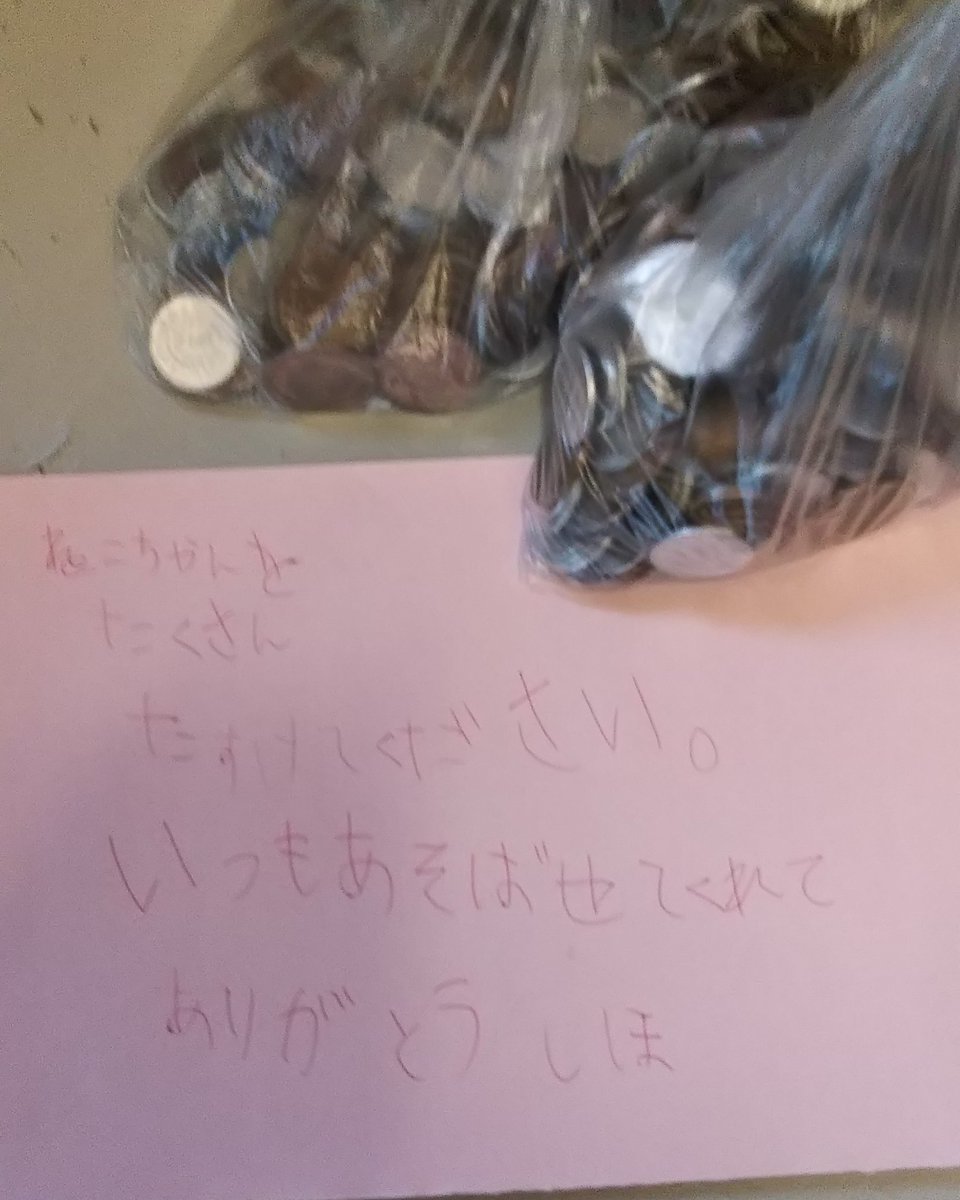 ねこちゃんを
たくさん
たすけてください。
いつもあそばせてくれて
ありがとう しほ